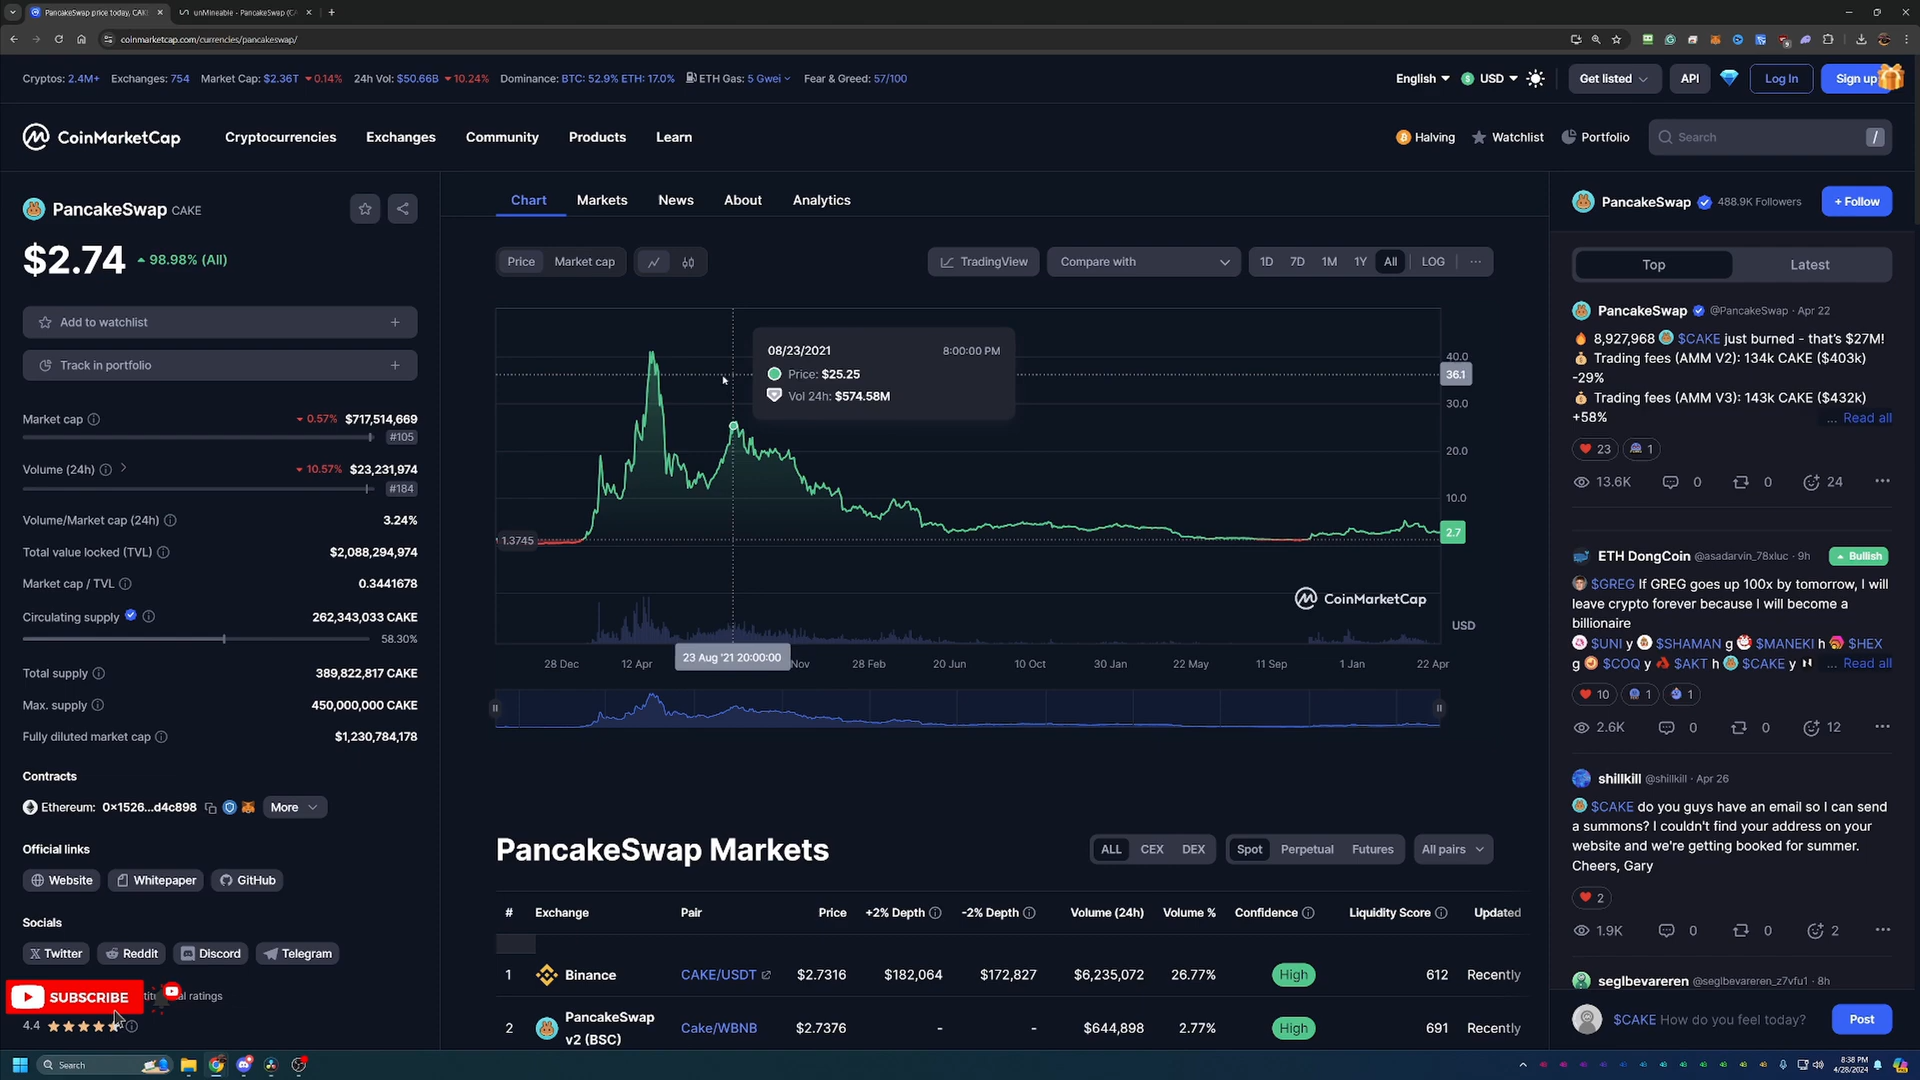 PancakeSwap price today, CAK
unMineable - PancakeSwap (CA
coinmarketcap.com/currencies/pancakeswap/
Cryptos: 2.4M+ Exchanges: 754 Market Cap: $2.36T 0.14% 24h Vol: $50.66B 10.24% Dominance: BTC: 52.9% ETH: 17.0% ETH Gas: 5 Gwei Fear & Greed: 57/100
English USD Get listed API Log In Sign up
CoinMarketCap Cryptocurrencies Exchanges Community Products Learn
Halving Watchlist Portfolio Search /
PancakeSwap CAKE
$2.74 98.98% (All)
Add to watchlist +
Track in portfolio +
Market cap 0.57% $717,514,669
#105
Volume (24h) 10.57% $23,231,974
#184
Volume/Market cap (24h) 3.24%
Total value locked (TVL) $2,088,294,974
Market cap / TVL 0.3441678
Circulating supply 262,343,033 CAKE
58.30%
Total supply 389,822,817 CAKE
Max. supply 450,000,000 CAKE
Fully diluted market cap $1,230,784,178
Contracts
Ethereum: 0x1526...d4c898 More
Official links
Website Whitepaper GitHub
Socials
Twitter Reddit Discord Telegram
SUBSCRIBE
al ratings
4.4
Chart Markets News About Analytics
Price Market cap
TradingView Compare with 1D 7D 1M 1Y All LOG ...
08/23/2021 8:00:00 PM
Price: $25.25
Vol 24h: $574.58M
40.0
36.1
30.0
20.0
10.0
2.7
1.3745
CoinMarketCap
USD
28 Dec 12 Apr 23 Aug '21 20:00:00 Nov 28 Feb 20 Jun 10 Oct 30 Jan 22 May 11 Sep 1 Jan 22 Apr
PancakeSwap Markets
ALL CEX DEX Spot Perpetual Futures All pairs
# Exchange Pair Price +2% Depth -2% Depth Volume (24h) Volume % Confidence Liquidity Score Updated
1 Binance CAKE/USDT $2.7316 $182,064 $172,827 $6,235,072 26.77% High 612 Recently
2 PancakeSwap v2 (BSC) Cake/WBNB $2.7376 - - $644,898 2.77% High 691 Recently
PancakeSwap 488.9K Followers + Follow
Top Latest
PancakeSwap @PancakeSwap · Apr 22
8,927,968 $CAKE just burned - that's $27M!
Trading fees (AMM V2): 134k CAKE ($403k)
-29%
Trading fees (AMM V3): 143k CAKE ($432k)
+58% ... Read all
23 1
13.6K 0 0 24 ...
ETH DongCoin @asadarvin_78xluc · 9h Bullish
$GREG If GREG goes up 100x by tomorrow, I will
leave crypto forever because I will become a
billionaire
$UNI y $SHAMAN g $MANEKI h $HEX
g $COQ y $AKT h $CAKE y ... Read all
10 1 1
2.6K 0 0 12 ...
shillkill @shillkill · Apr 26
$CAKE do you guys have an email so I can send
a summons? I couldn't find your address on your
website and we're getting booked for summer.
Cheers, Gary
2
1.9K 0 0 2 ...
seglbevareren @seglbevareren_z7vfu1 · 8h
$CAKE How do you feel today? Post
Search
8:38 PM
4/28/2024